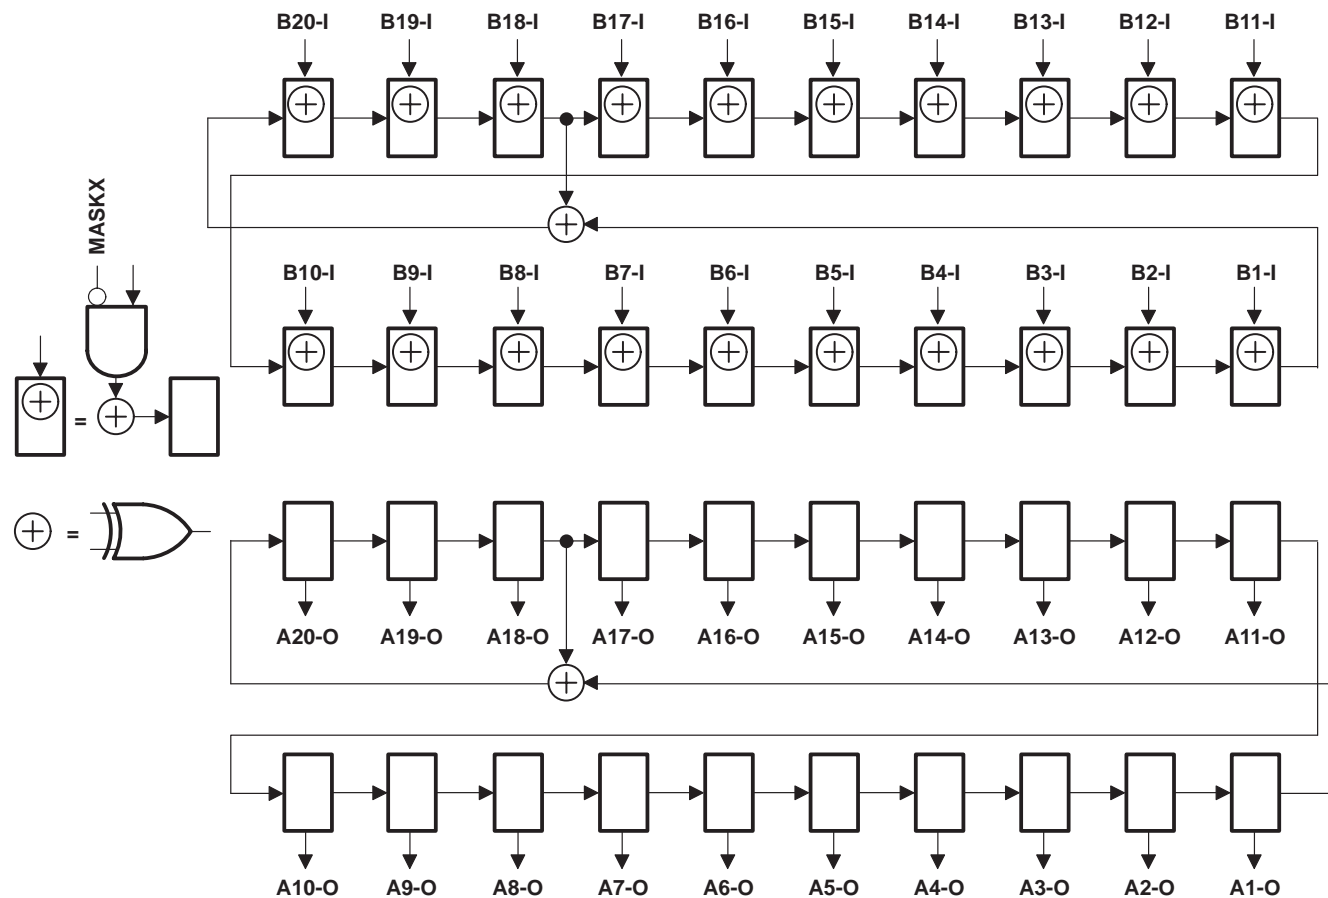 B20-I B19-I B18-I B17-I B16-I B15-I B14-I B13-I B12-I B11-I
MASKX
B10-I B9-I B8-I B7-I B6-I B5-I B4-I B3-I B2-I B1-I
=
=
A20-O A19-O A18-O A17-O A16-O A15-O A14-O A13-O A12-O A11-O
A10-O A9-O A8-O A7-O A6-O A5-O A4-O A3-O A2-O A1-O